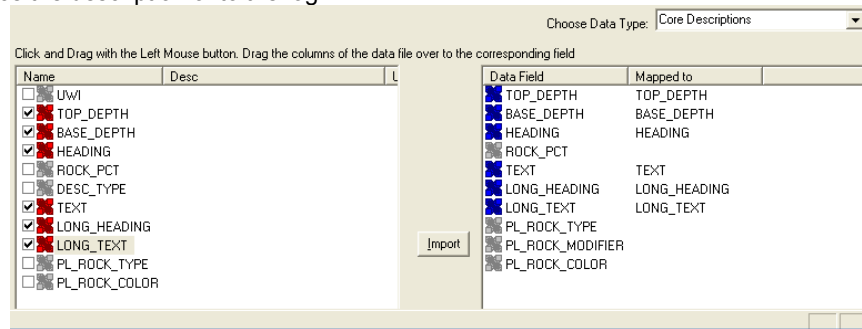 Choose Data Type: Core Descriptions
Click and Drag with the Left Mouse button. Drag the columns of the data file over to the corresponding field
Name Desc
UWI
TOP_DEPTH
BASE_DEPTH
HEADING
ROCK_PCT
DESC_TYPE
TEXT
LONG_HEADING
LONG_TEXT
PL_ROCK_TYPE
PL_ROCK_COLOR
Import
Data Field Mapped to
TOP_DEPTH TOP_DEPTH
BASE_DEPTH BASE_DEPTH
HEADING HEADING
ROCK_PCT
TEXT TEXT
LONG_HEADING LONG_HEADING
LONG_TEXT LONG_TEXT
PL_ROCK_TYPE
PL_ROCK_MODIFIER
PL_ROCK_COLOR